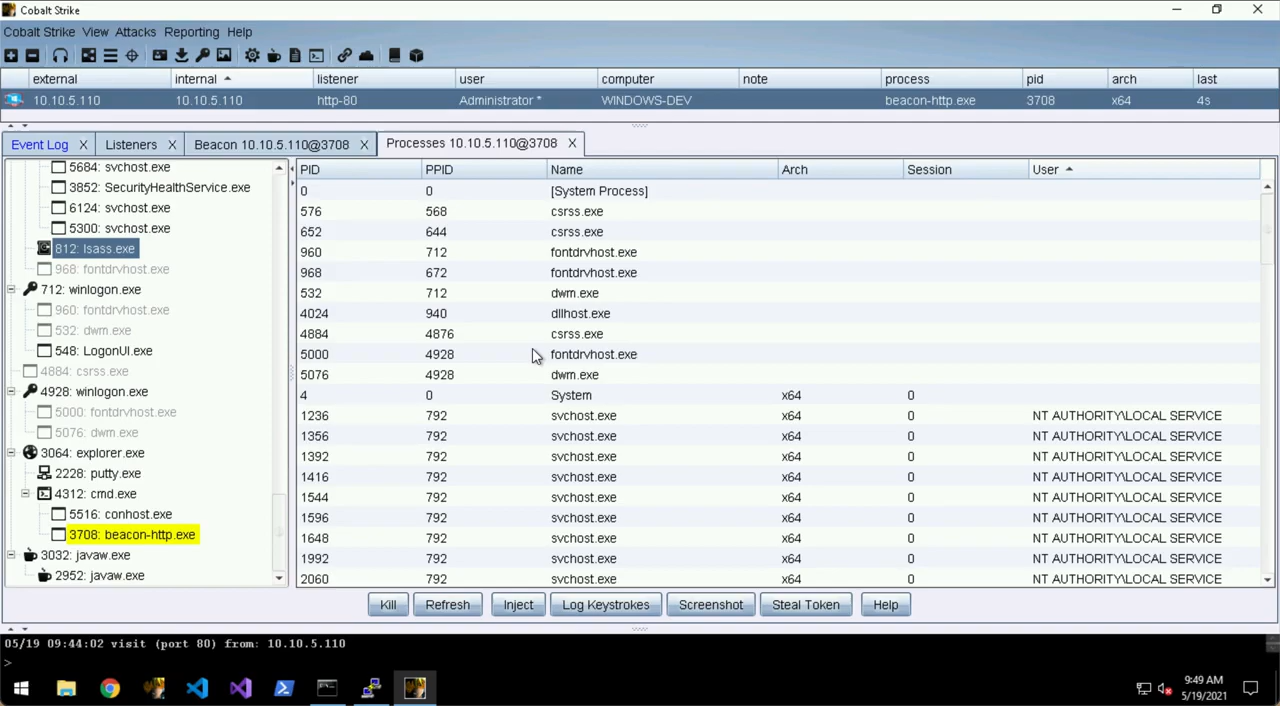 Cobalt Strike
Cobalt Strike View Attacks Reporting Help
external internal listener user computer note process pid arch last
10.10.5.110 10.10.5.110 http-80 Administrator * WINDOWS-DEV beacon-http.exe 3708 x64 4s
Event Log X Listeners X Beacon 10.10.5.110@3708 X Processes 10.10.5.110@3708 X
5684: svchost.exe
3852: SecurityHealthService.exe
6124: svchost.exe
5300: svchost.exe
812: lsass.exe
968: fontdrvhost.exe
712: winlogon.exe
960: fontdrvhost.exe
532: dwm.exe
548: LogonUI.exe
4884: csrss.exe
4928: winlogon.exe
5000: fontdrvhost.exe
5076: dwm.exe
3064: explorer.exe
2228: putty.exe
4312: cmd.exe
5516: conhost.exe
3708: beacon-http.exe
3032: javaw.exe
2952: javaw.exe
PID PPID Name Arch Session User
0 0 [System Process]
576 568 csrss.exe
652 644 csrss.exe
960 712 fontdrvhost.exe
968 672 fontdrvhost.exe
532 712 dwm.exe
4024 940 dllhost.exe
4884 4876 csrss.exe
5000 4928 fontdrvhost.exe
5076 4928 dwm.exe
4 0 System x64 0
1236 792 svchost.exe x64 0 NT AUTHORITY\LOCAL SERVICE
1356 792 svchost.exe x64 0 NT AUTHORITY\LOCAL SERVICE
1392 792 svchost.exe x64 0 NT AUTHORITY\LOCAL SERVICE
1416 792 svchost.exe x64 0 NT AUTHORITY\LOCAL SERVICE
1544 792 svchost.exe x64 0 NT AUTHORITY\LOCAL SERVICE
1596 792 svchost.exe x64 0 NT AUTHORITY\LOCAL SERVICE
1648 792 svchost.exe x64 0 NT AUTHORITY\LOCAL SERVICE
1992 792 svchost.exe x64 0 NT AUTHORITY\LOCAL SERVICE
2060 792 svchost.exe x64 0 NT AUTHORITY\LOCAL SERVICE
Kill Refresh Inject Log Keystrokes Screenshot Steal Token Help
05/19 09:44:02 visit (port 80) from: 10.10.5.110
>
9:49 AM
5/19/2021